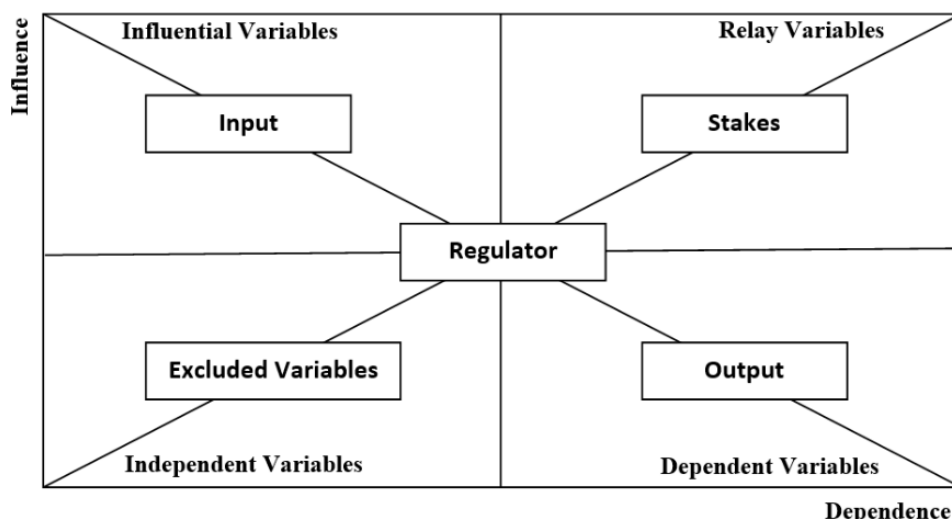 Influence
Influential Variables
Relay Variables
Input
Stakes
Regulator
Excluded Variables
Output
Independent Variables
Dependent Variables
Dependence